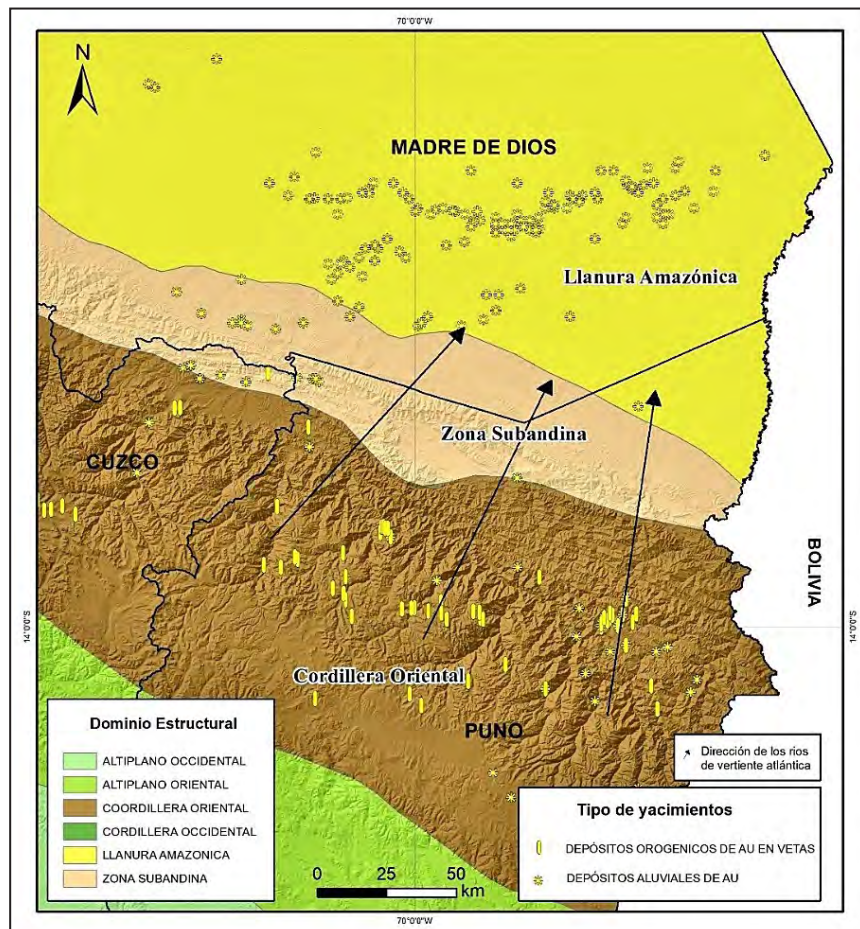 70°0'0"W
N
MADRE DE DIOS
Llanura Amazónica
Zona Subandina
CUZCO
BOLIVIA
14°0'0"S
14°0'0"S
Cordillera Oriental
PUNO
Dominio Estructural
ALTIPLANO OCCIDENTAL
ALTIPLANO ORIENTAL
COORDILLERA ORIENTAL
CORDILLERA OCCIDENTAL
LLANURA AMAZONICA
ZONA SUBANDINA
0 25 50
km
Dirección de los ríos
de vertiente atlántica
Tipo de yacimientos
DEPÓSITOS OROGENICOS DE AU EN VETAS
DEPÓSITOS ALUVIALES DE AU
70°0'0"W